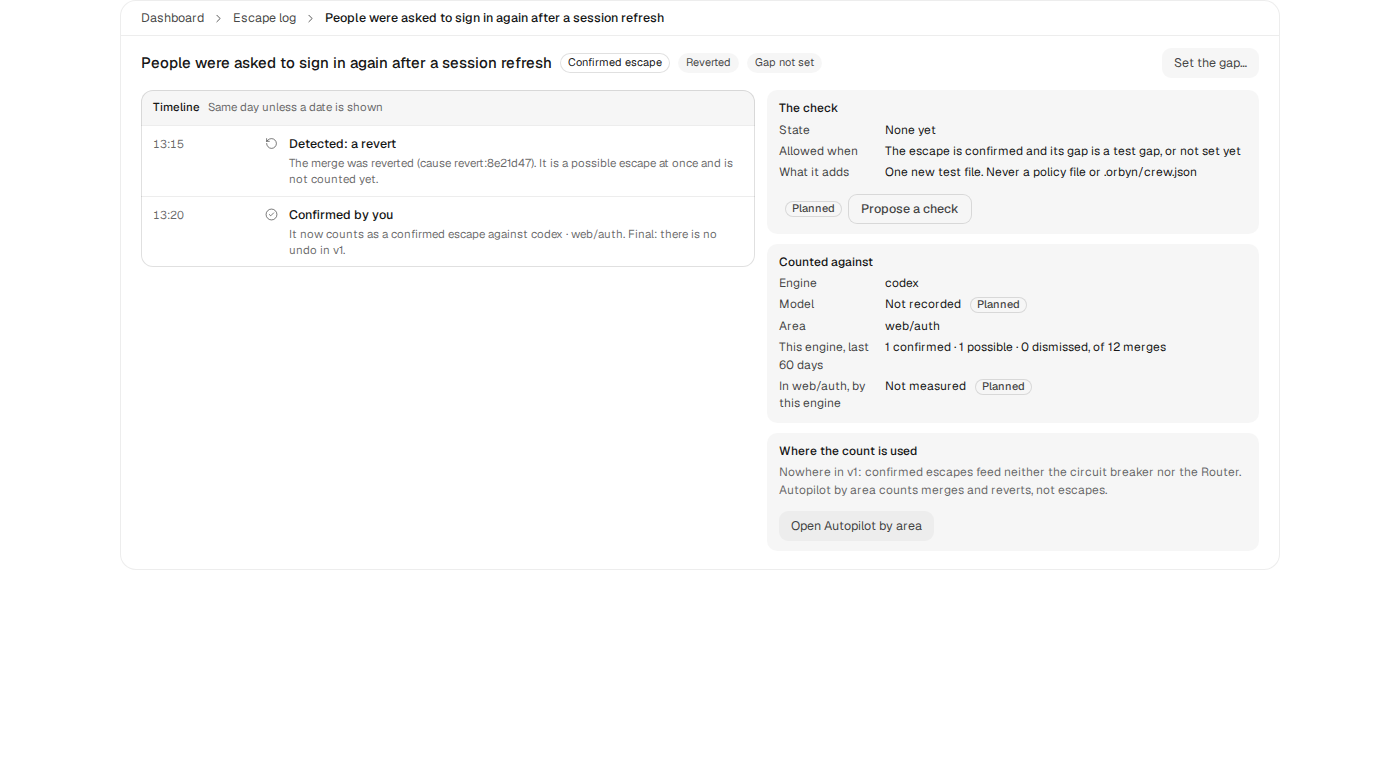 Dashboard > Escape log > People were asked to sign in again after a session refresh
People were asked to sign in again after a session refresh Confirmed escape Reverted Gap not set Set the gap…
Timeline Same day unless a date is shown
13:15 Detected: a revert
The merge was reverted (cause revert:8e21d47). It is a possible escape at once and is
not counted yet.
13:20 Confirmed by you
It now counts as a confirmed escape against codex · web/auth. Final: there is no
undo in v1.
The check
State None yet
Allowed when The escape is confirmed and its gap is a test gap, or not set yet
What it adds One new test file. Never a policy file or .orbyn/crew.json
Planned Propose a check
Counted against
Engine codex
Model Not recorded Planned
Area web/auth
This engine, last 1 confirmed · 1 possible · 0 dismissed, of 12 merges
60 days
In web/auth, by Not measured Planned
this engine
Where the count is used
Nowhere in v1: confirmed escapes feed neither the circuit breaker nor the Router.
Autopilot by area counts merges and reverts, not escapes.
Open Autopilot by area